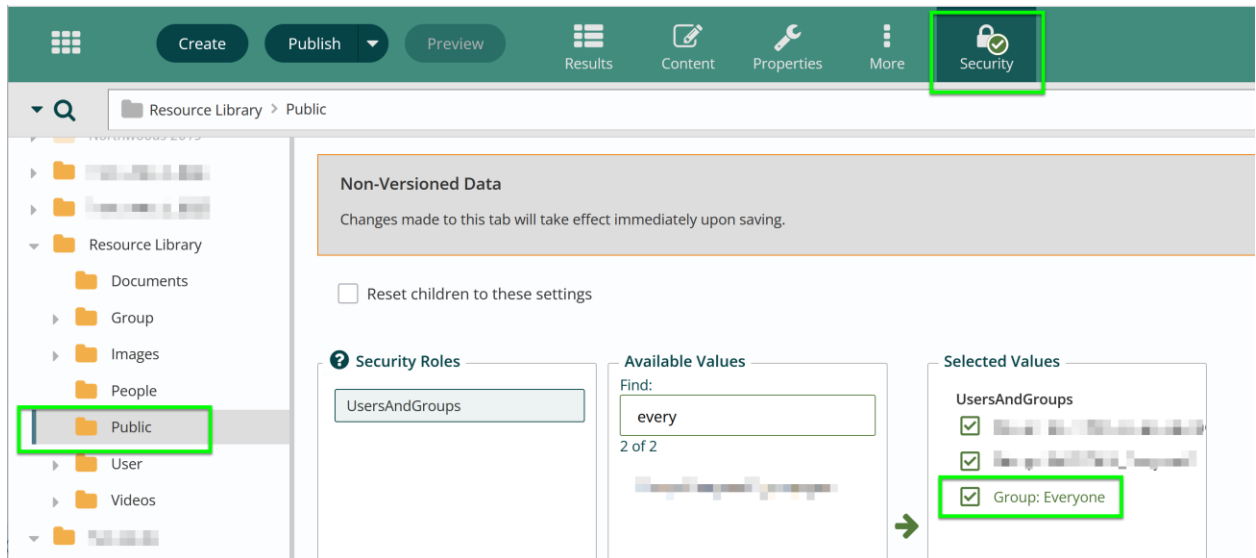 Create
Publish
Preview
Results
Content
Properties
More
Security
Resource Library > Public
Northwoods 2019
Resource Library
Documents
Group
Images
People
Public
User
Videos
Non-Versioned Data
Changes made to this tab will take effect immediately upon saving.
Reset children to these settings
? Security Roles
UsersAndGroups
Available Values
Find:
every
2 of 2
Selected Values
UsersAndGroups
Group: Everyone